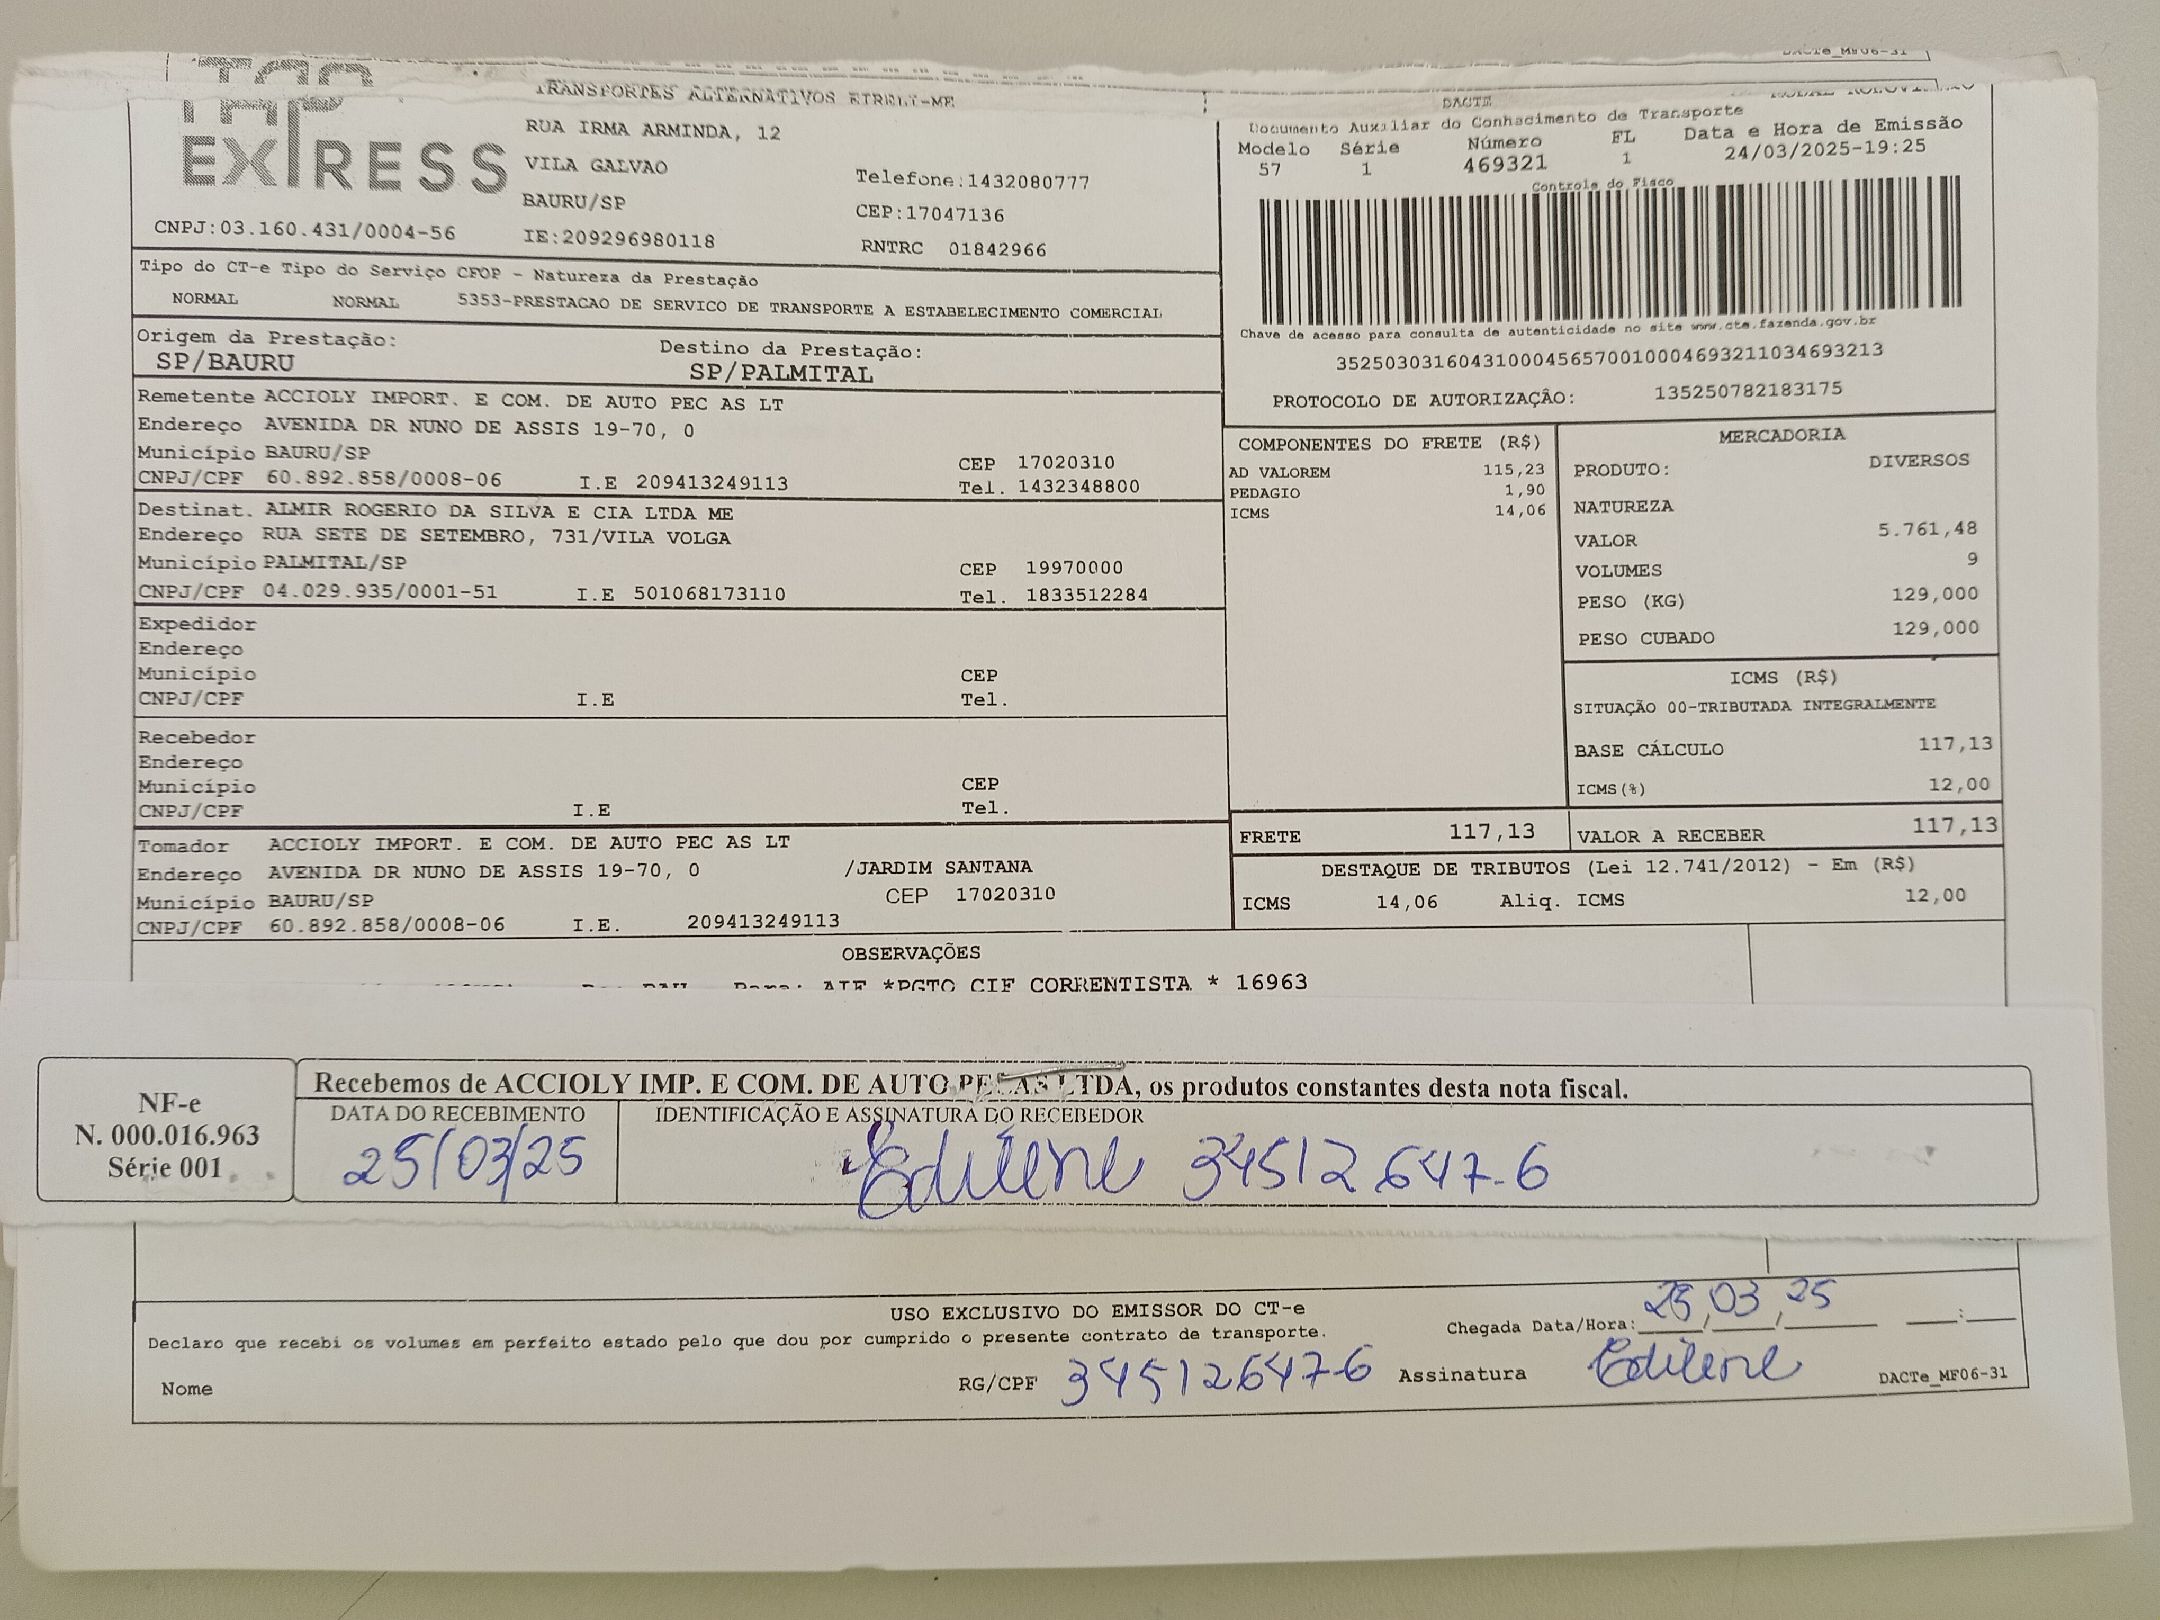 DACTe_MF06-31
TAP
EXPRESS
TRANSPORTES ALTERNATIVOS EIRELI-ME
RUA IRMA ARMINDA, 12
VILA GALVAO
Telefone:1432080777
BAURU/SP
CEP:17047136
CNPJ:03.160.431/0004-56
IE:209296980118
RNTRC 01842966
DACTE
Documento Auxiliar do Conhacimento de Transporte
Modelo Série Número FL Data e Hora de Emissão
57 1 469321 1 24/03/2025-19:25
Controle do Fisco
Chave de acesso para consulta de autenticidade no site www.cte.fazenda.gov.br
35250303160431000456570010004693211034693213
PROTOCOLO DE AUTORIZAÇÂO: 135250782183175
Tipo do CT-e Tipo do Serviço CFOP - Natureza da Prestação
NORMAL NORMAL 5353-PRESTACAO DE SERVICO DE TRANSPORTE A ESTABELECIMENTO COMERCIAL
Origem da Prestação: Destino da Prestação:
SP/BAURU SP/PALMITAL
Remetente ACCIOLY IMPORT. E COM. DE AUTO PEC AS LT
Endereço AVENIDA DR NUNO DE ASSIS 19-70, 0
Município BAURU/SP CEP 17020310
CNPJ/CPF 60.892.858/0008-06 I.E 209413249113 Tel. 1432348800
Destinat. ALMIR ROGERIO DA SILVA E CIA LTDA ME
Endereço RUA SETE DE SETEMBRO, 731/VILA VOLGA
Município PALMITAL/SP CEP 19970000
CNPJ/CPF 04.029.935/0001-51 I.E 501068173110 Tel. 1833512284
Expedidor
Endereço
Município CEP
CNPJ/CPF I.E Tel.
Recebedor
Endereço
Município CEP
CNPJ/CPF I.E Tel.
Tomador ACCIOLY IMPORT. E COM. DE AUTO PEC AS LT
Endereço AVENIDA DR NUNO DE ASSIS 19-70, 0 /JARDIM SANTANA
Município BAURU/SP CEP 17020310
CNPJ/CPF 60.892.858/0008-06 I.E. 209413249113
COMPONENTES DO FRETE (R$)
AD VALOREM 115,23
PEDAGIO 1,90
ICMS 14,06
MERCADORIA
PRODUTO: DIVERSOS
NATUREZA
VALOR 5.761,48
VOLUMES 9
PESO (KG) 129,000
PESO CUBADO 129,000
ICMS (R$)
SITUAÇÃO 00-TRIBUTADA INTEGRALMENTE
BASE CÁLCULO 117,13
ICMS(%) 12,00
FRETE 117,13 VALOR A RECEBER 117,13
DESTAQUE DE TRIBUTOS (Lei 12.741/2012) - Em (R$)
ICMS 14,06 Aliq. ICMS 12,00
OBSERVAÇÕES
Para: *PGTO CIF CORRENTISTA * 16963
NF-e
N. 000.016.963
Série 001
Recebemos de ACCIOLY IMP. E COM. DE AUTO PEÇAS LTDA, os produtos constantes desta nota fiscal.
DATA DO RECEBIMENTO IDENTIFICAÇÃO E ASSINATURA DO RECEBEDOR
25/03/25 Edilene 34512647-6
USO EXCLUSIVO DO EMISSOR DO CT-e
Declaro que recebi os volumes em perfeito estado pelo que dou por cumprido o presente contrato de transporte.
Chegada Data/Hora: 25/03/25 :
Nome RG/CPF 34512647-6 Assinatura Edilene DACTe_MF06-31